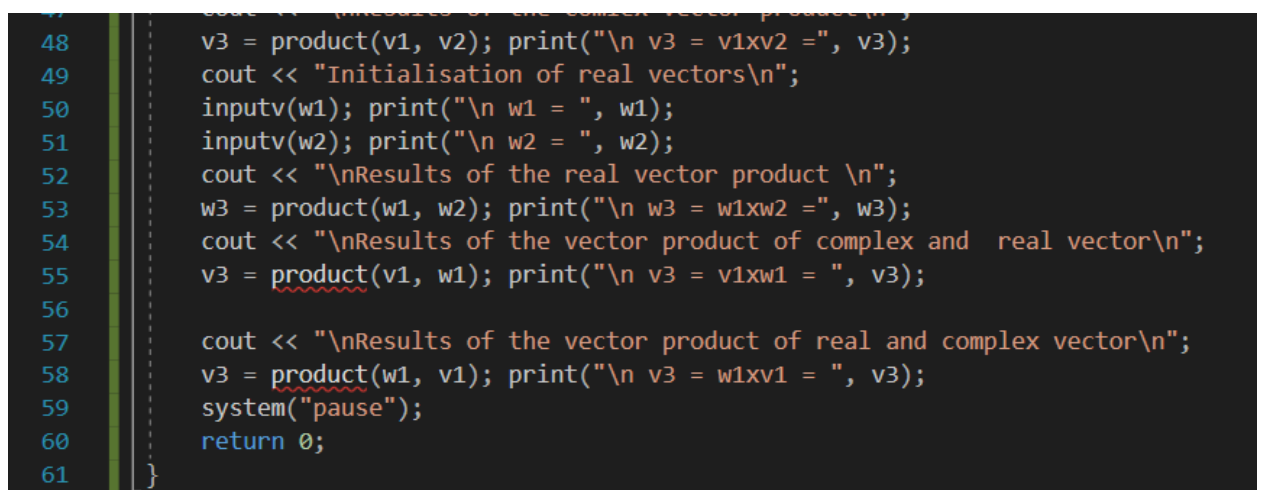 48 v3 = product(v1, v2); print("\n v3 = v1xv2 =", v3);
49 cout << "Initialisation of real vectors\n";
50 inputv(w1); print("\n w1 = ", w1);
51 inputv(w2); print("\n w2 = ", w2);
52 cout << "\nResults of the real vector product \n";
53 w3 = product(w1, w2); print("\n w3 = w1xw2 =", w3);
54 cout << "\nResults of the vector product of complex and  real vector\n";
55 v3 = product(v1, w1); print("\n v3 = v1xw1 = ", v3);
56
57 cout << "\nResults of the vector product of real and complex vector\n";
58 v3 = product(w1, v1); print("\n v3 = w1xv1 = ", v3);
59 system("pause");
60 return 0;
61 }